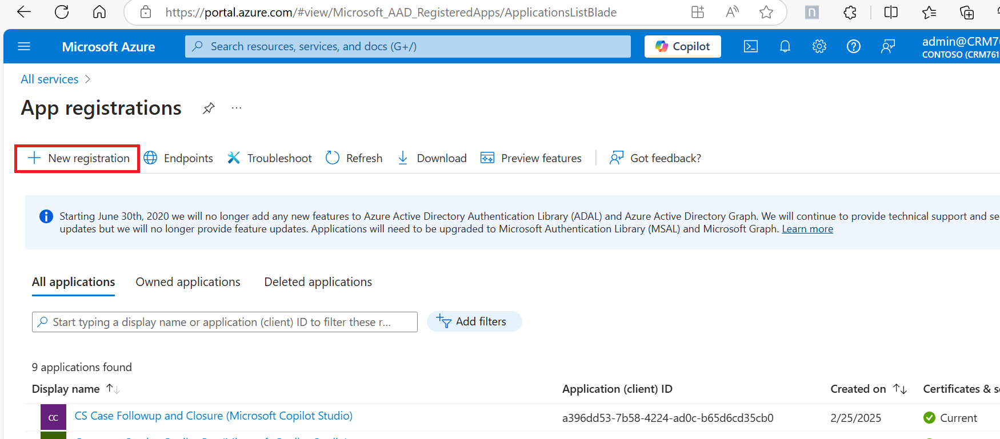 https://portal.azure.com/#view/Microsoft_AAD_RegisteredApps/ApplicationsListBlade
n
Microsoft Azure
Search resources, services, and docs (G+/)
Copilot
admin@CRM7
CONTOSO (CRM761
All services
App registrations
New registration Endpoints Troubleshoot Refresh Download Preview features Got feedback?
Starting June 30th, 2020 we will no longer add any new features to Azure Active Directory Authentication Library (ADAL) and Azure Active Directory Graph. We will continue to provide technical support and se
updates but we will no longer provide feature updates. Applications will need to be upgraded to Microsoft Authentication Library (MSAL) and Microsoft Graph. Learn more
All applications Owned applications Deleted applications
Start typing a display name or application (client) ID to filter these r...
Add filters
9 applications found
Display name Application (client) ID Created on Certificates & s
CC CS Case Followup and Closure (Microsoft Copilot Studio) a396dd53-7b58-4224-ad0c-b65d6cd35cb0 2/25/2025 Current